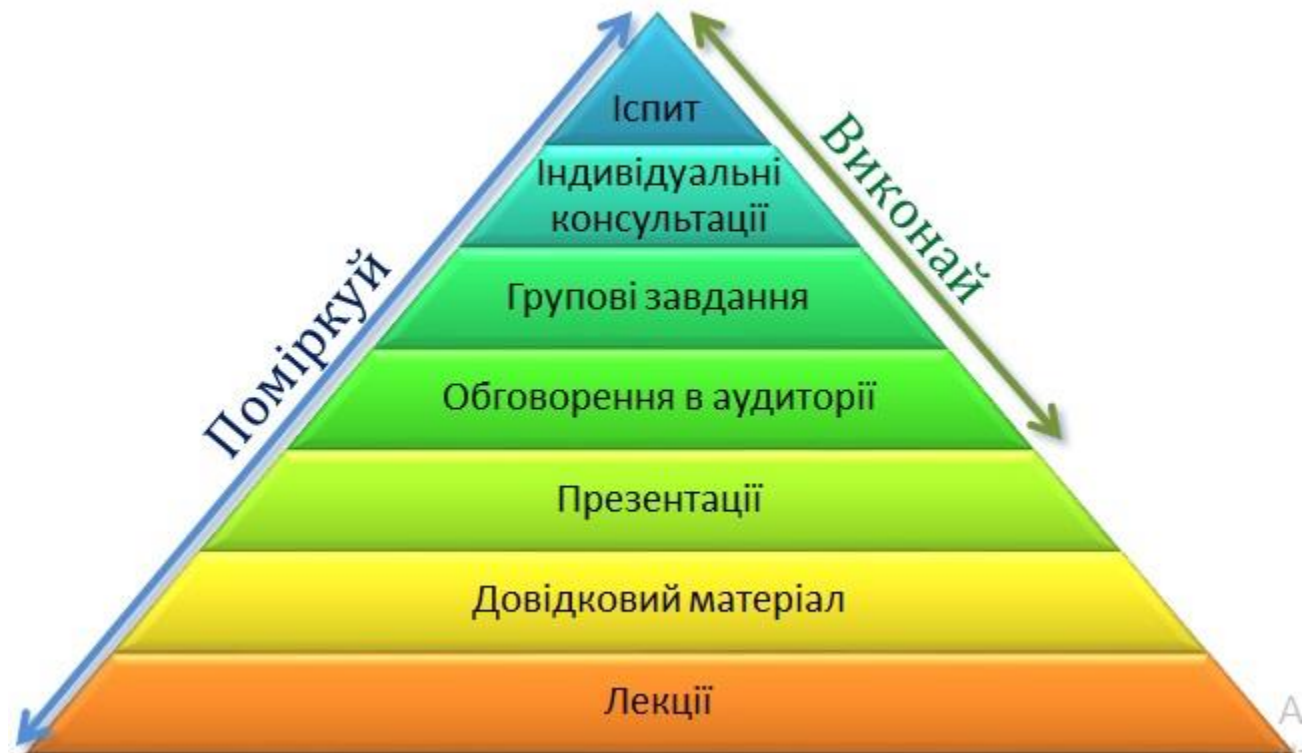 Іспит
Індивідуальні
консультації
Групові завдання
Обговорення в аудиторії
Презентації
Довідковий матеріал
Лекції
Поміркуй
Виконай